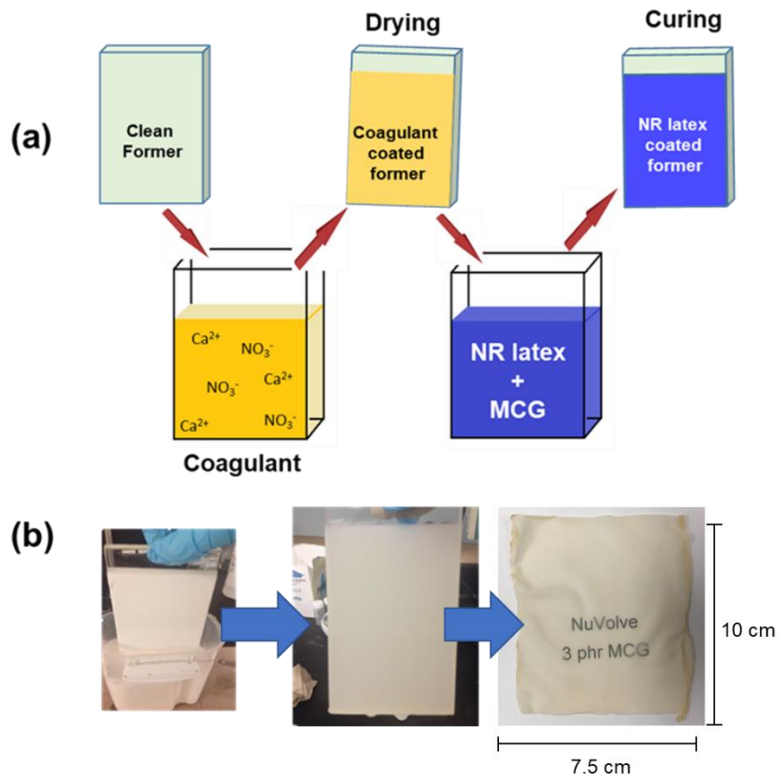 (a)
Drying
Curing
Clean
Former
Coagulant
coated
former
NR latex
coated
former
Ca²⁺
NO₃⁻
NO₃⁻
Ca²⁺
Ca²⁺
NO₃⁻
NR latex
+
MCG
Coagulant
(b)
NuVolve
3 phr MCG
10 cm
7.5 cm